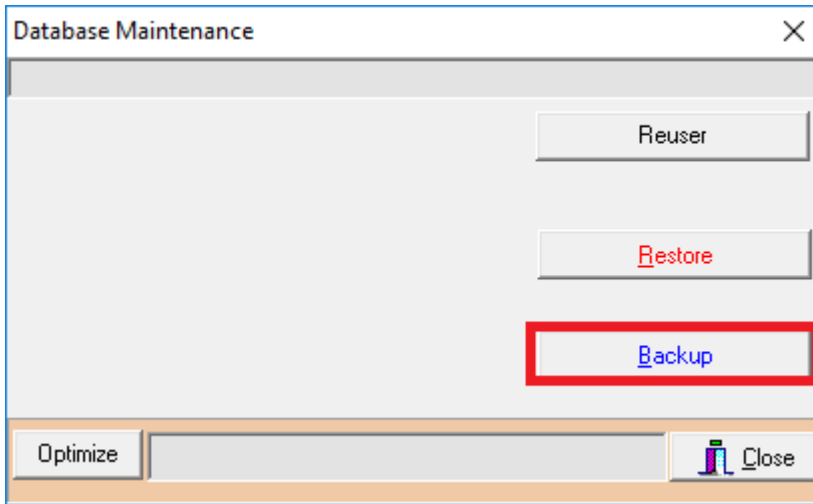 Database Maintenance
Reuser
Restore
Backup
Optimize
Close